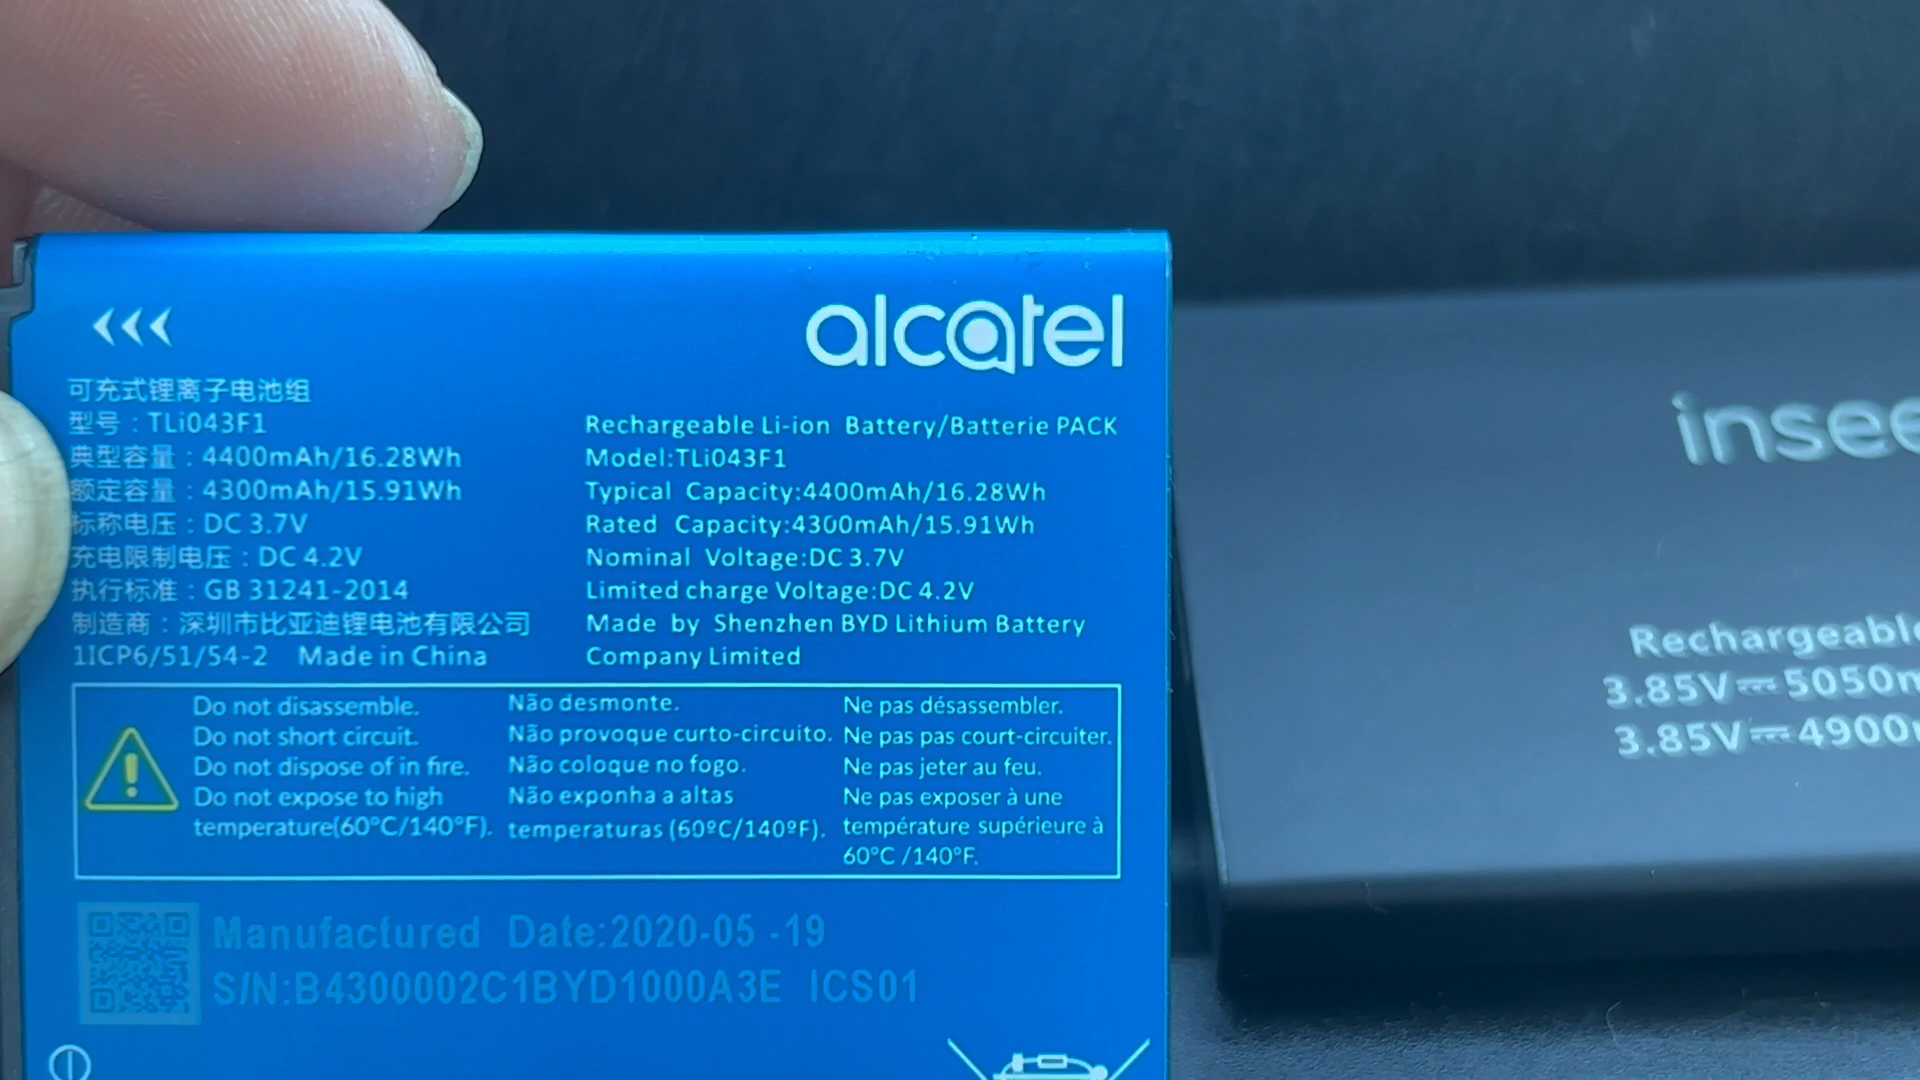 alcatel
可充式锂离子电池组
型号：TLi043F1
典型容量：4400mAh/16.28Wh
额定容量：4300mAh/15.91Wh
标称电压：DC 3.7V
充电限制电压：DC 4.2V
执行标准：GB 31241-2014
制造商：深圳市比亚迪锂电池有限公司
1ICP6/51/54-2 Made in China
Rechargeable Li-ion Battery/Batterie PACK
Model:TLi043F1
Typical Capacity:4400mAh/16.28Wh
Rated Capacity:4300mAh/15.91Wh
Nominal Voltage:DC 3.7V
Limited charge Voltage:DC 4.2V
Made by Shenzhen BYD Lithium Battery
Company Limited
Do not disassemble.
Do not short circuit.
Do not dispose of in fire.
Do not expose to high
temperature(60°C/140°F).
Não desmonte.
Não provoque curto-circuito.
Não coloque no fogo.
Não exponha a altas
temperaturas (60ºC/140ºF).
Ne pas désassembler.
Ne pas pas court-circuiter.
Ne pas jeter au feu.
Ne pas exposer à une
température supérieure à
60°C /140°F.
Manufactured Date:2020-05 -19
S/N:B4300002C1BYD1000A3E ICS01
insee
Rechargeabl
3.85V⎓5050m
3.85V⎓4900